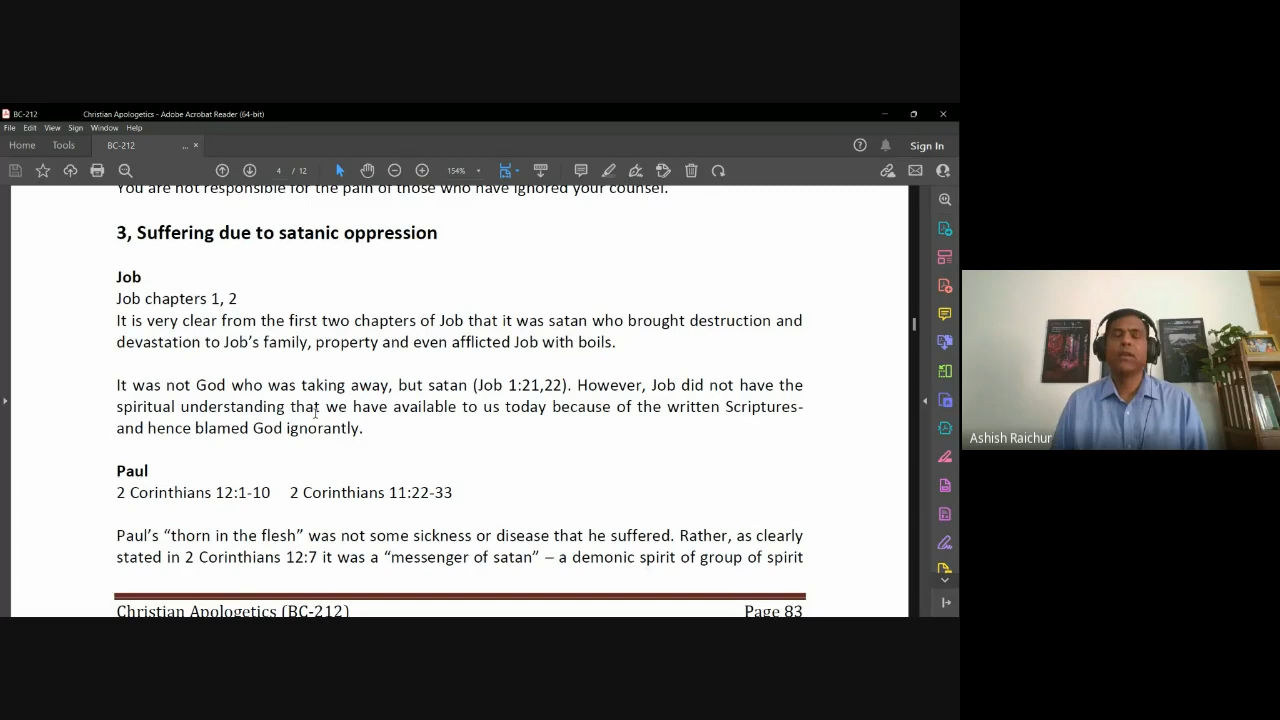 BC-212 Christian Apologetics - Adobe Acrobat Reader (64-bit)
File Edit View Sign Window Help
Home Tools BC-212 ... × Sign In
4 / 12 154%
You are not responsible for the pain of those who have ignored your counsel.
3, Suffering due to satanic oppression
Job
Job chapters 1, 2
It is very clear from the first two chapters of Job that it was satan who brought destruction and
devastation to Job’s family, property and even afflicted Job with boils.
It was not God who was taking away, but satan (Job 1:21,22). However, Job did not have the
spiritual understanding that we have available to us today because of the written Scriptures-
and hence blamed God ignorantly.
Paul
2 Corinthians 12:1-10 2 Corinthians 11:22-33
Paul’s “thorn in the flesh” was not some sickness or disease that he suffered. Rather, as clearly
stated in 2 Corinthians 12:7 it was a “messenger of satan” – a demonic spirit of group of spirit
Christian Apologetics (BC-212) Page 83
Ashish Raichur